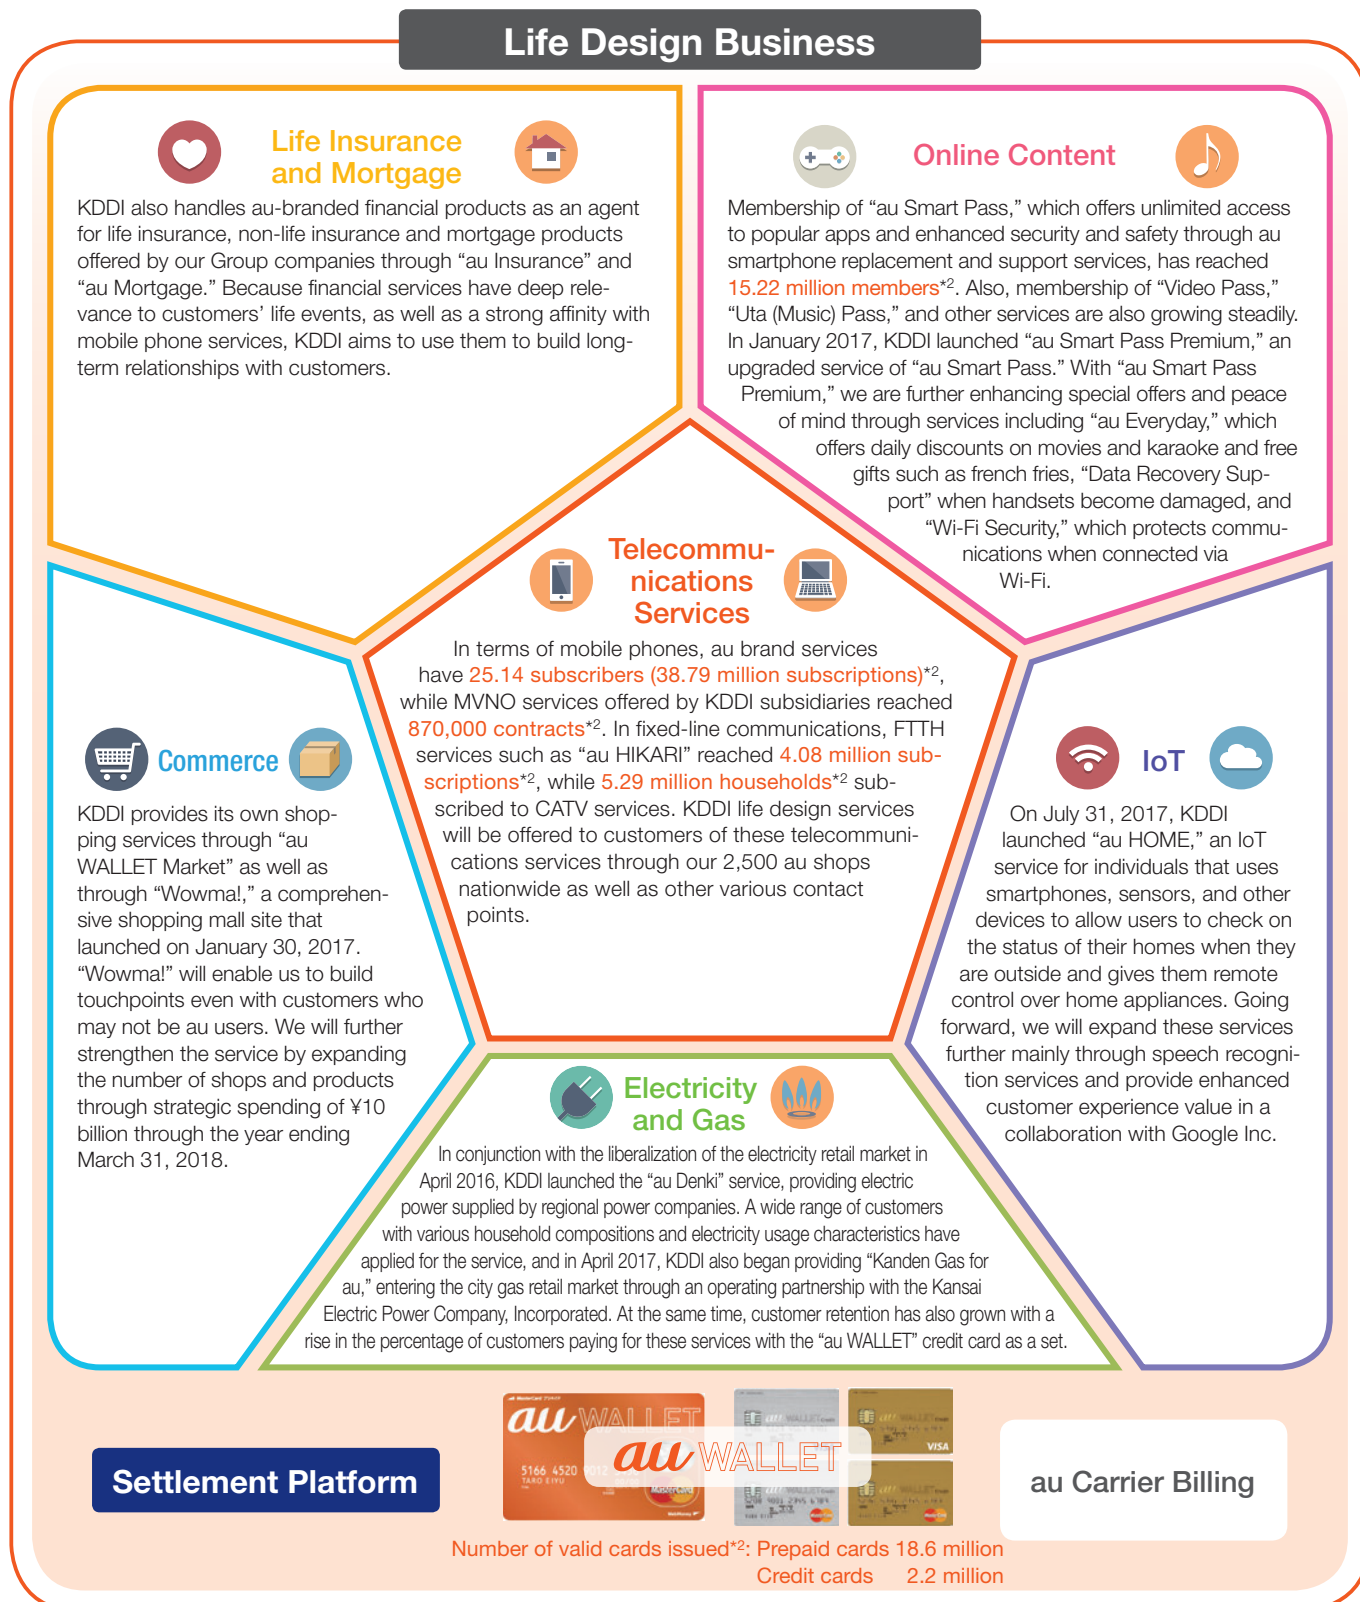 Life Design Business
Life Insurance
and Mortgage
KDDI also handles au-branded financial products as an agent
for life insurance, non-life insurance and mortgage products
offered by our Group companies through “au Insurance” and
“au Mortgage.” Because financial services have deep rele-
vance to customers’ life events, as well as a strong affinity with
mobile phone services, KDDI aims to use them to build long-
term relationships with customers.
Online Content
Membership of “au Smart Pass,” which offers unlimited access
to popular apps and enhanced security and safety through au
smartphone replacement and support services, has reached
15.22 million members*2. Also, membership of “Video Pass,”
“Uta (Music) Pass,” and other services are also growing steadily.
In January 2017, KDDI launched “au Smart Pass Premium,” an
upgraded service of “au Smart Pass.” With “au Smart Pass
Premium,” we are further enhancing special offers and peace
of mind through services including “au Everyday,” which
offers daily discounts on movies and karaoke and free
gifts such as french fries, “Data Recovery Sup-
port” when handsets become damaged, and
“Wi-Fi Security,” which protects commu-
nications when connected via
Wi-Fi.
Telecommu-
nications
Services
In terms of mobile phones, au brand services
have 25.14 subscribers (38.79 million subscriptions)*2,
while MVNO services offered by KDDI subsidiaries reached
870,000 contracts*2. In fixed-line communications, FTTH
services such as “au HIKARI” reached 4.08 million sub-
scriptions*2, while 5.29 million households*2 sub-
scribed to CATV services. KDDI life design services
will be offered to customers of these telecommuni-
cations services through our 2,500 au shops
nationwide as well as other various contact
points.
Commerce
KDDI provides its own shop-
ping services through “au
WALLET Market” as well as
through “Wowma!,” a comprehen-
sive shopping mall site that
launched on January 30, 2017.
“Wowma!” will enable us to build
touchpoints even with customers who
may not be au users. We will further
strengthen the service by expanding
the number of shops and products
through strategic spending of ¥10
billion through the year ending
March 31, 2018.
IoT
On July 31, 2017, KDDI
launched “au HOME,” an IoT
service for individuals that uses
smartphones, sensors, and other
devices to allow users to check on
the status of their homes when they
are outside and gives them remote
control over home appliances. Going
forward, we will expand these services
further mainly through speech recogni-
tion services and provide enhanced
customer experience value in a
collaboration with Google Inc.
Electricity
and Gas
In conjunction with the liberalization of the electricity retail market in
April 2016, KDDI launched the “au Denki” service, providing electric
power supplied by regional power companies. A wide range of customers
with various household compositions and electricity usage characteristics have
applied for the service, and in April 2017, KDDI also began providing “Kanden Gas for
au,” entering the city gas retail market through an operating partnership with the Kansai
Electric Power Company, Incorporated. At the same time, customer retention has also grown with a
rise in the percentage of customers paying for these services with the “au WALLET” credit card as a set.
Settlement Platform
au WALLET
5166 4520 9012
TARO EIYU
MasterCard
au WALLET
VISA
au Carrier Billing
Number of valid cards issued*2: Prepaid cards 18.6 million
Credit cards 2.2 million